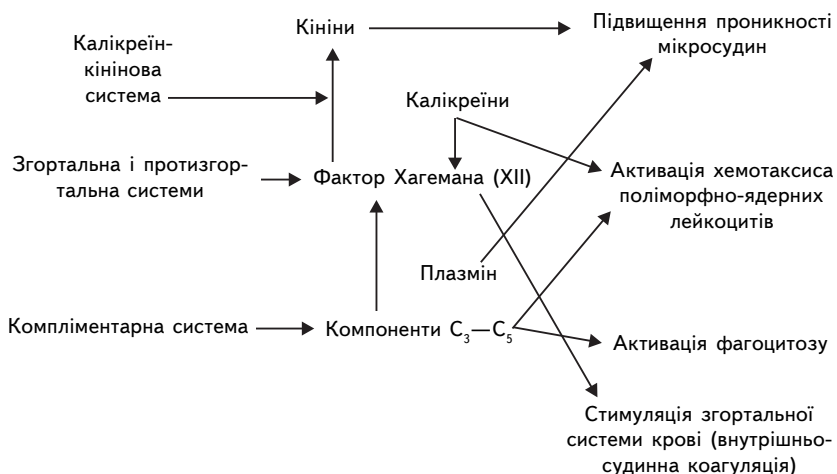 Кініни
Підвищення проникності
мікросудин
Калікреїн-
кінінова
система
Калікреїни
Згортальна і протизгор-
тальна системи
Фактор Хагемана (XII)
Активація хемотаксиса
поліморфно-ядерних
лейкоцитів
Плазмін
Компліментарна система
Компоненти C₃—C₅
Активація фагоцитозу
Стимуляція згортальної
системи крові (внутрішньо-
судинна коагуляція)